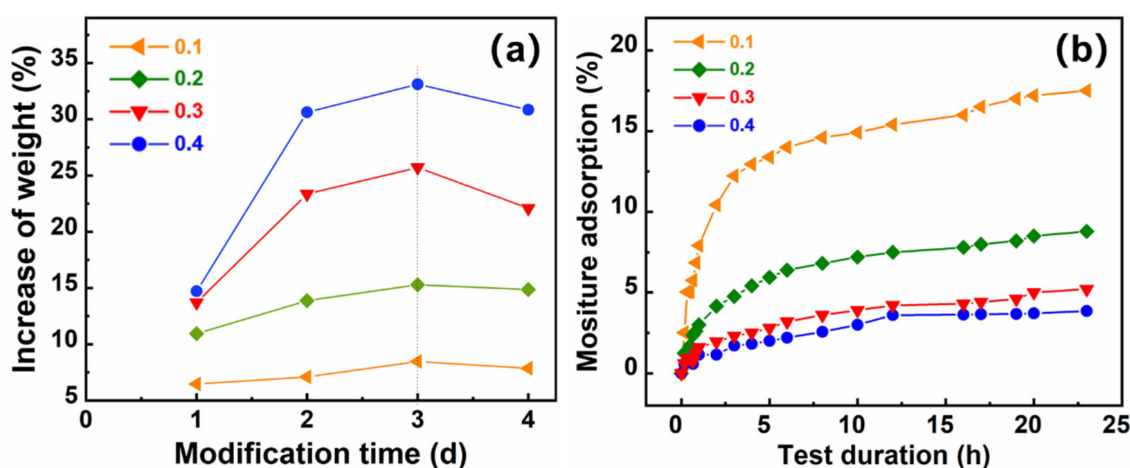 (a)
0.1
0.2
0.3
0.4
Increase of weight (%)
35
30
25
20
15
10
5
0 1 2 3 4
Modification time (d)
(b)
0.1
0.2
0.3
0.4
Mositure adsorption (%)
20
15
10
5
0
0 5 10 15 20 25
Test duration (h)